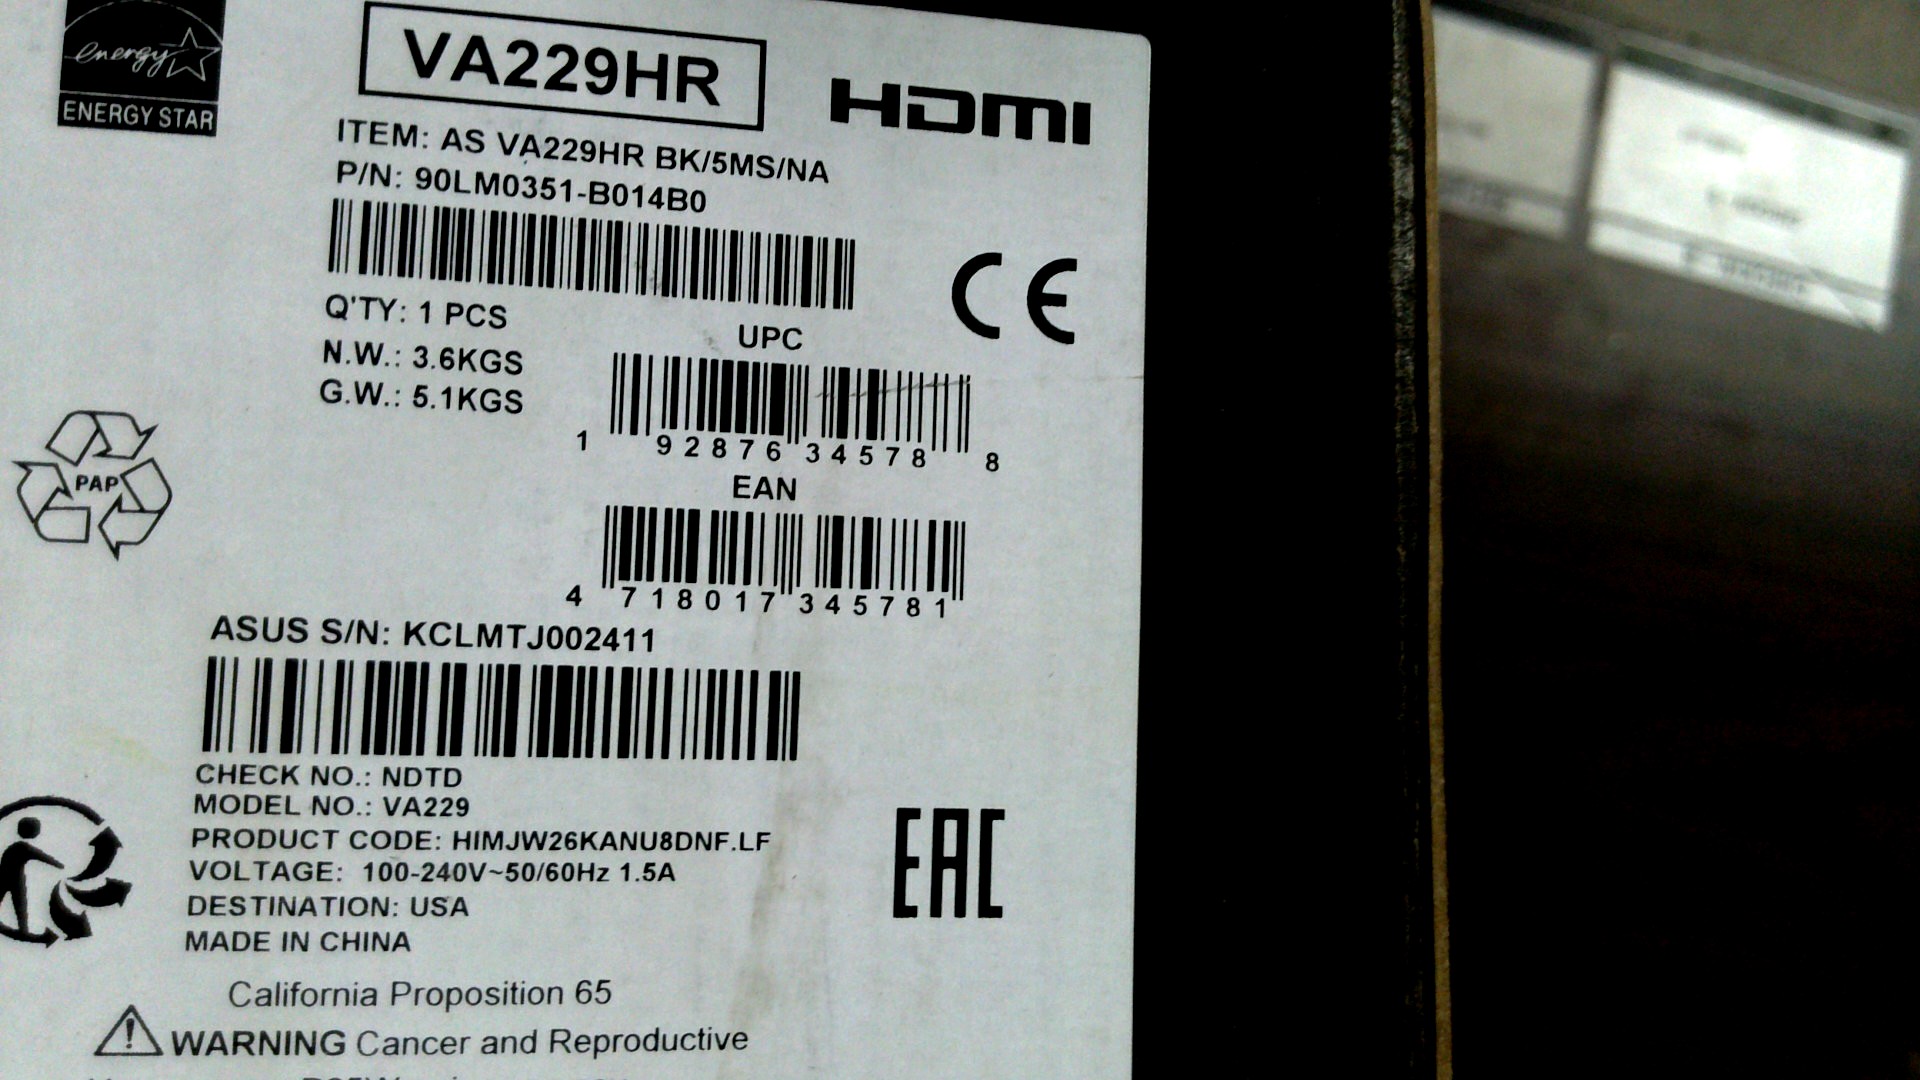 energy
ENERGY STAR
VA229HR
HDMI
ITEM: AS VA229HR BK/5MS/NA
P/N: 90LM0351-B014B0
CE
Q'TY: 1 PCS
N.W.: 3.6KGS
G.W.: 5.1KGS
UPC
1 92876 34578 8
EAN
4 718017 345781
PAP
ASUS S/N: KCLMTJ002411
CHECK NO.: NDTD
MODEL NO.: VA229
PRODUCT CODE: HIMJW26KANU8DNF.LF
VOLTAGE: 100-240V~50/60Hz 1.5A
DESTINATION: USA
MADE IN CHINA
EAC
California Proposition 65
WARNING Cancer and Reproductive